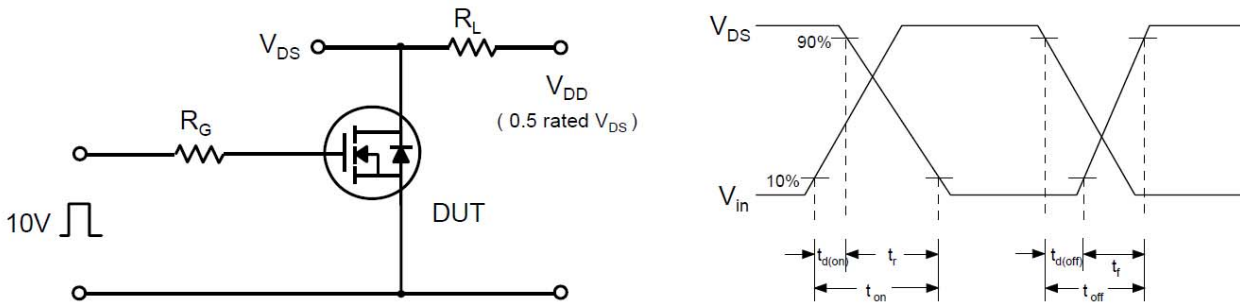 V_DS
R_L
V_DD
( 0.5 rated V_DS )
R_G
DUT
10V
V_DS
90%
10%
V_in
t_d(on)
t_r
t_on
t_d(off)
t_f
t_off